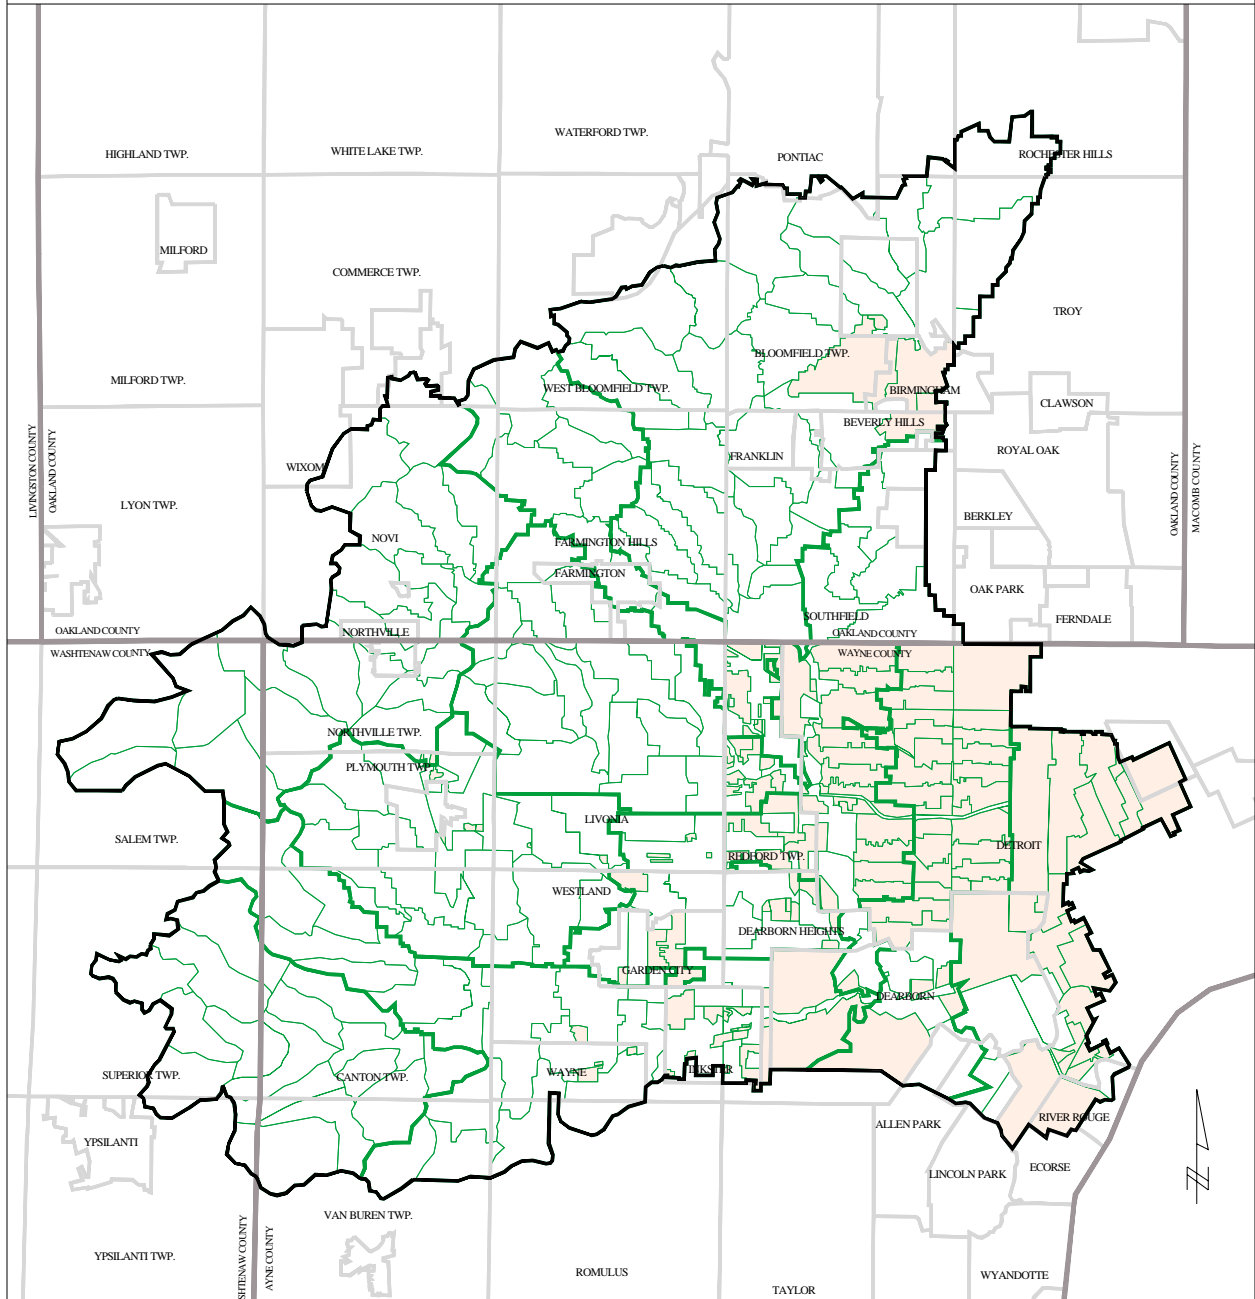 WATERFORD TWP.
HIGHLAND TWP.
WHITE LAKE TWP.
PONTIAC
ROCHESTER HILLS
MILFORD
COMMERCE TWP.
TROY
BLOOMFIELD TWP.
MILFORD TWP.
WEST BLOOMFIELD TWP.
BIRMINGHAM
CLAWSON
BEVERLY HILLS
FRANKLIN
ROYAL OAK
WIXOM
LIVINGSTON COUNTY
OAKLAND COUNTY
OAKLAND COUNTY
MACOMB COUNTY
LYON TWP.
BERKLEY
NOVI
FARMINGTON HILLS
FARMINGTON
OAK PARK
SOUTHFIELD
FERNDALE
OAKLAND COUNTY
NORTHVILLE
OAKLAND COUNTY
WASHTENAW COUNTY
WAYNE COUNTY
NORTHVILLE TWP.
PLYMOUTH TWP.
LIVONIA
SALEM TWP.
DETROIT
REDFORD TWP.
WESTLAND
DEARBORN HEIGHTS
GARDEN CITY
DEARBORN
SUPERIOR TWP.
CANTON TWP.
WAYNE
INKSTER
RIVER ROUGE
ALLEN PARK
YPSILANTI
ECORSE
LINCOLN PARK
VAN BUREN TWP.
SHTENAW COUNTY
AYNE COUNTY
YPSILANTI TWP.
ROMULUS
WYANDOTTE
TAYLOR